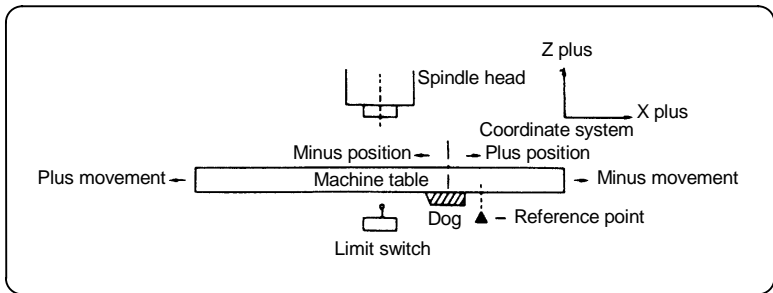 Z plus
Spindle head
X plus
Coordinate system
Minus position
Plus position
Plus movement
Machine table
Minus movement
Dog
Reference point
Limit switch